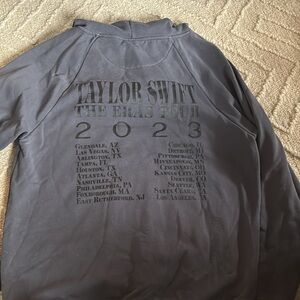 TAYLOR SWIFT
THE ERAS TOUR
2023
GLENDALE, AZ
LAS VEGAS, NV
ARLINGTON, TX
TAMPA, FL
HOUSTON, TX
ATLANTA, GA
NASHVILLE, TN
PHILADELPHIA, PA
FOXBOROUGH, MA
EAST RUTHERFORD, NJ
CHICAGO, IL
DETROIT, MI
PITTSBURGH, PA
MINNEAPOLIS, MN
CINCINNATI, OH
KANSAS CITY, MO
DENVER, CO
SEATTLE, WA
SANTA CLARA, CA
LOS ANGELES, CA